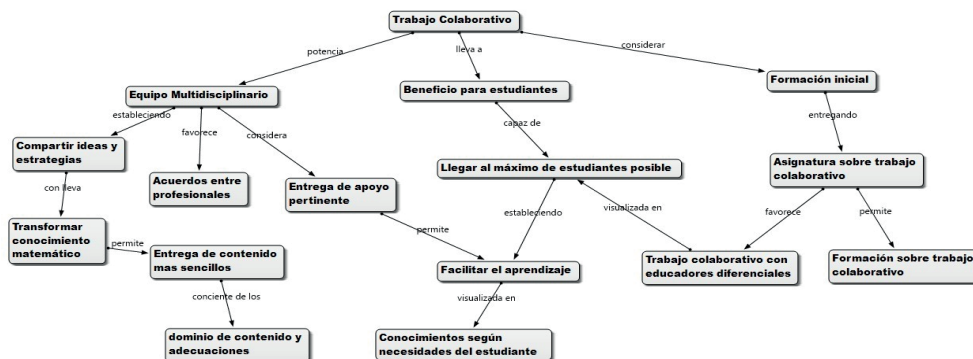 Trabajo Colaborativo
potencia
lleva a
considerar
Equipo Multidisciplinario
Beneficio para estudiantes
Formación inicial
estableciendo
favorece
considera
capaz de
entregando
Compartir ideas y
estrategias
Acuerdos entre
profesionales
Entrega de apoyo
pertinente
Llegar al máximo de estudiantes posible
Asignatura sobre trabajo
colaborativo
con lleva
estableciendo
visualizada en
favorece
permite
Transformar
conocimiento
matemático
permite
Entrega de contenido
mas sencillos
permite
Facilitar el aprendizaje
Trabajo colaborativo con
educadores diferenciales
Formación sobre trabajo
colaborativo
conciente de los
visualizada en
dominio de contenido y
adecuaciones
Conocimientos según
necesidades del estudiante